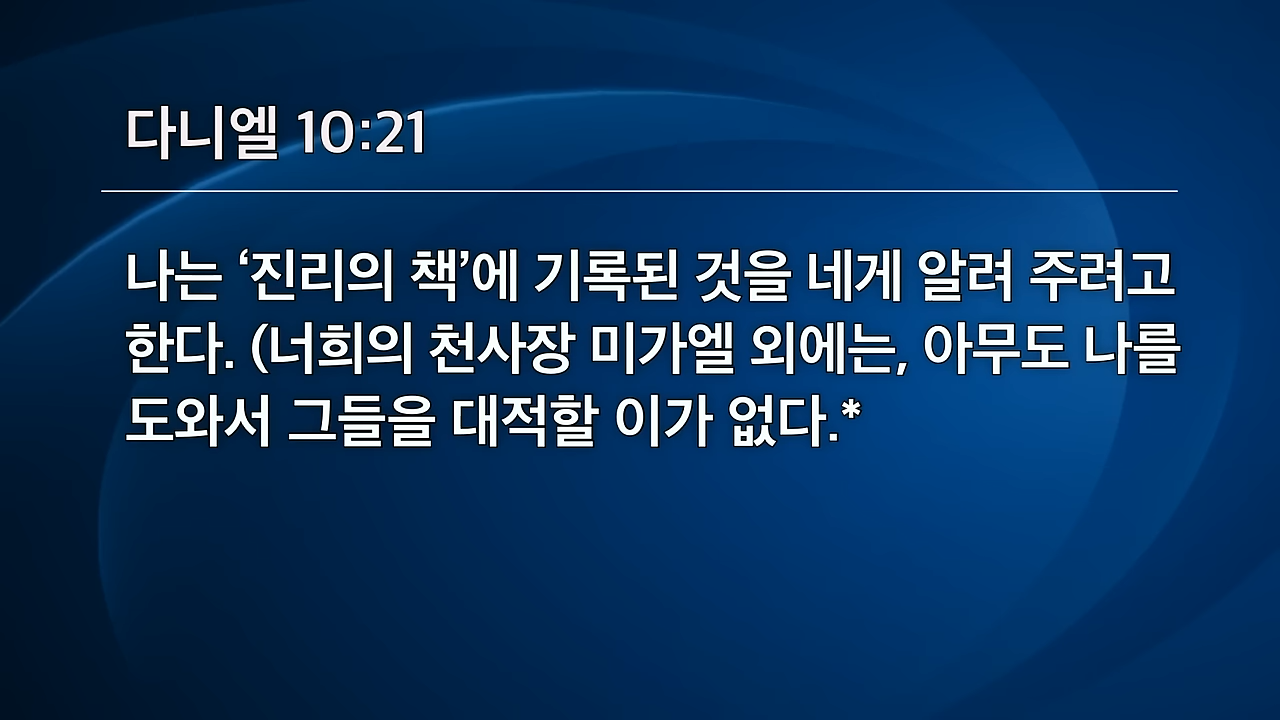 다니엘 10:21
나는 ‘진리의 책’에 기록된 것을 네게 알려 주려고
한다. (너희의 천사장 미가엘 외에는, 아무도 나를
도와서 그들을 대적할 이가 없다.*